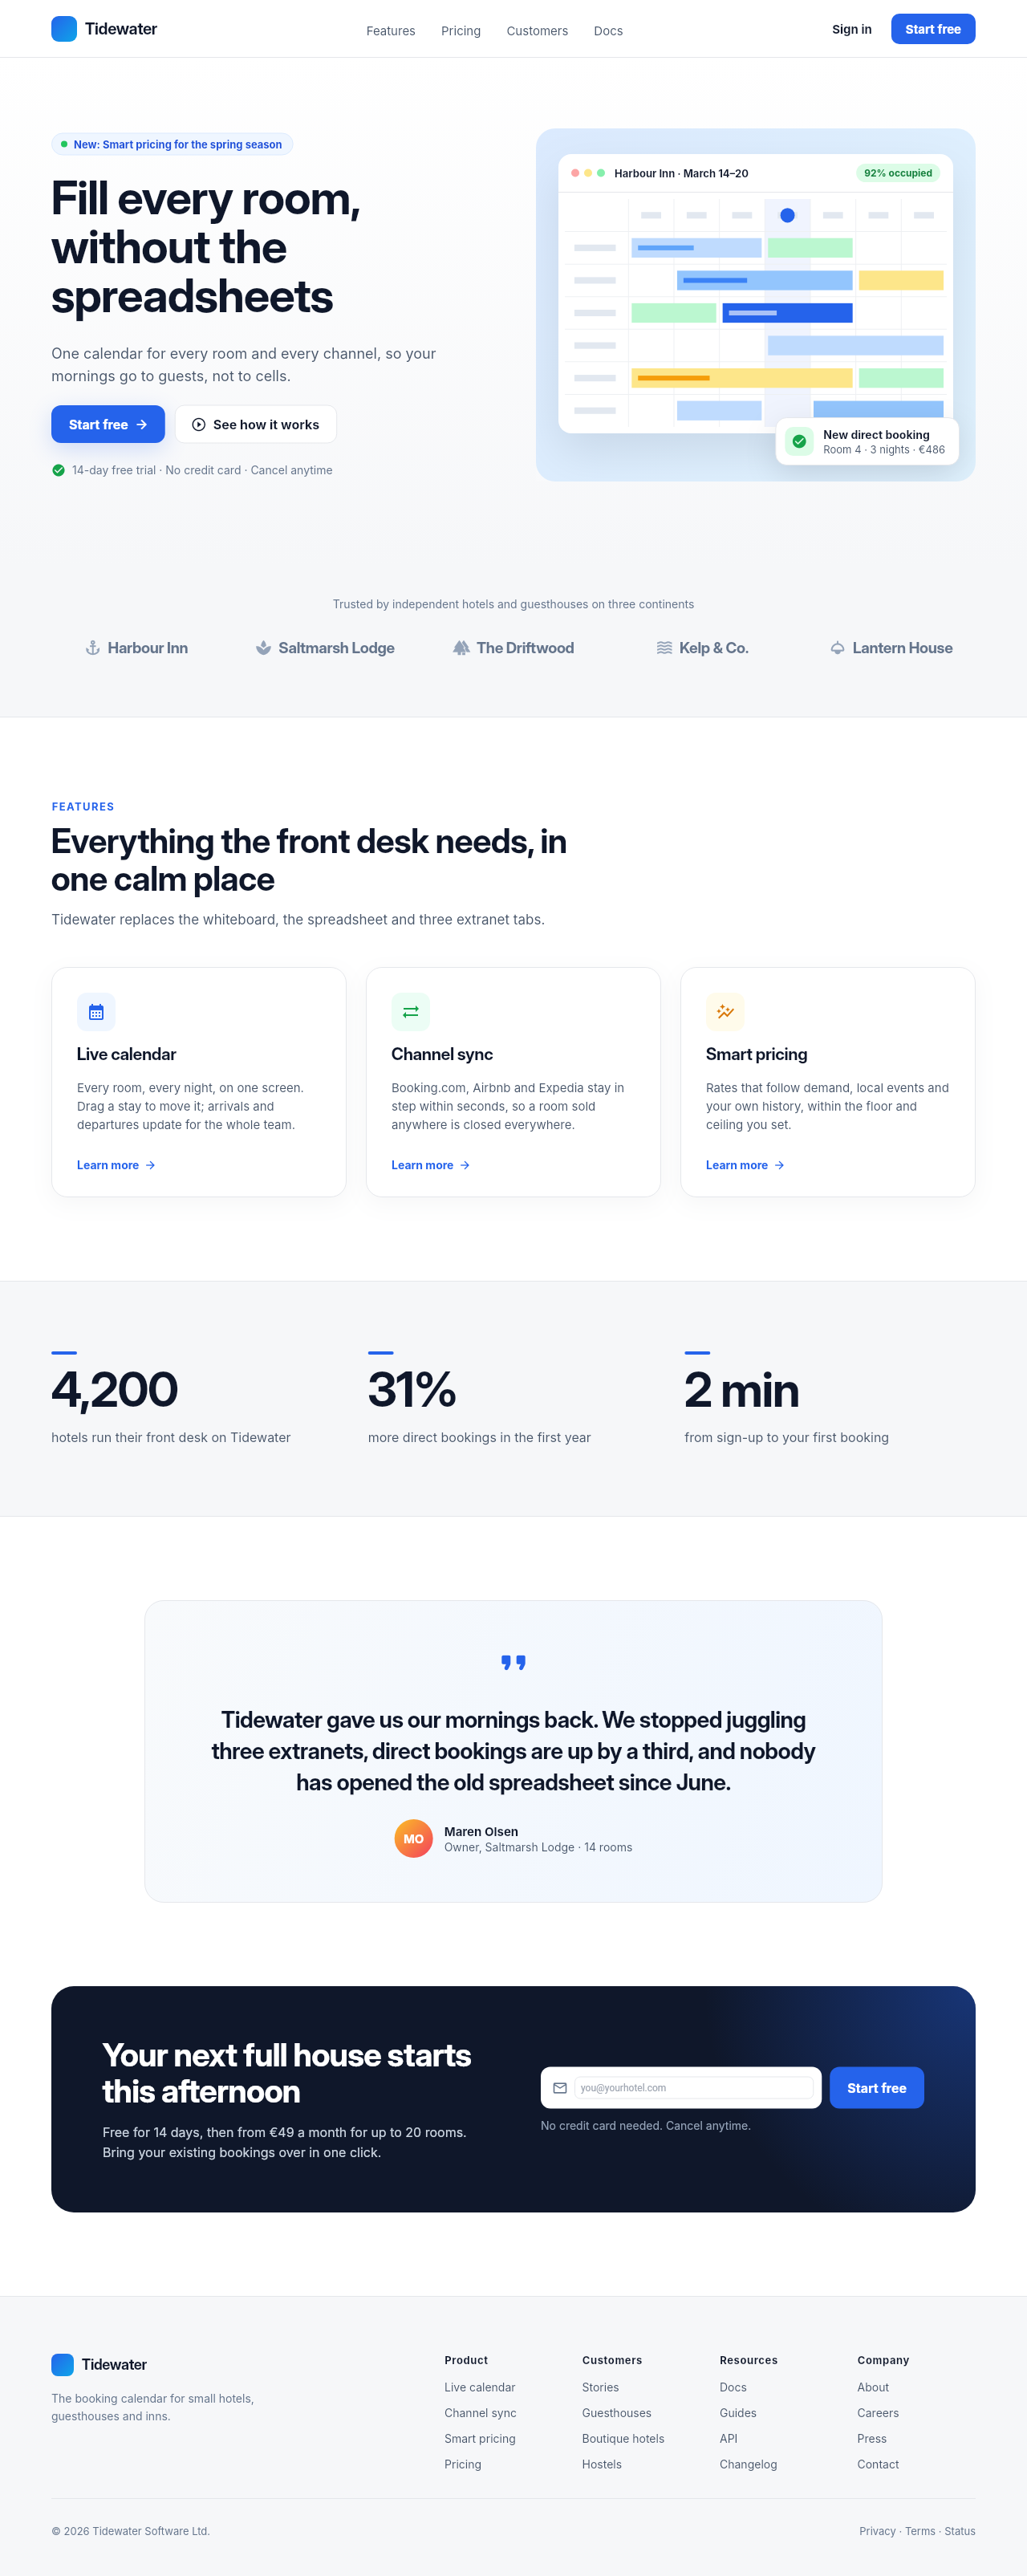 Tidewater
Features
Pricing
Customers
Docs
Sign in
Start free
New: Smart pricing for the spring season
Fill every room,
without the
spreadsheets
One calendar for every room and every channel, so your
mornings go to guests, not to cells.
Start free
See how it works
14-day free trial · No credit card · Cancel anytime
Harbour Inn · March 14–20
92% occupied
New direct booking
Room 4 · 3 nights · €486
Trusted by independent hotels and guesthouses on three continents
Harbour Inn
Saltmarsh Lodge
The Driftwood
Kelp & Co.
Lantern House
FEATURES
Everything the front desk needs, in
one calm place
Tidewater replaces the whiteboard, the spreadsheet and three extranet tabs.
Live calendar
Every room, every night, on one screen.
Drag a stay to move it; arrivals and
departures update for the whole team.
Learn more
Channel sync
Booking.com, Airbnb and Expedia stay in
step within seconds, so a room sold
anywhere is closed everywhere.
Learn more
Smart pricing
Rates that follow demand, local events and
your own history, within the floor and
ceiling you set.
Learn more
4,200
hotels run their front desk on Tidewater
31%
more direct bookings in the first year
2 min
from sign-up to your first booking
Tidewater gave us our mornings back. We stopped juggling
three extranets, direct bookings are up by a third, and nobody
has opened the old spreadsheet since June.
MO
Maren Olsen
Owner, Saltmarsh Lodge · 14 rooms
Your next full house starts
this afternoon
Free for 14 days, then from €49 a month for up to 20 rooms.
Bring your existing bookings over in one click.
you@yourhotel.com
Start free
No credit card needed. Cancel anytime.
Tidewater
The booking calendar for small hotels,
guesthouses and inns.
Product
Live calendar
Channel sync
Smart pricing
Pricing
Customers
Stories
Guesthouses
Boutique hotels
Hostels
Resources
Docs
Guides
API
Changelog
Company
About
Careers
Press
Contact
© 2026 Tidewater Software Ltd.
Privacy · Terms · Status